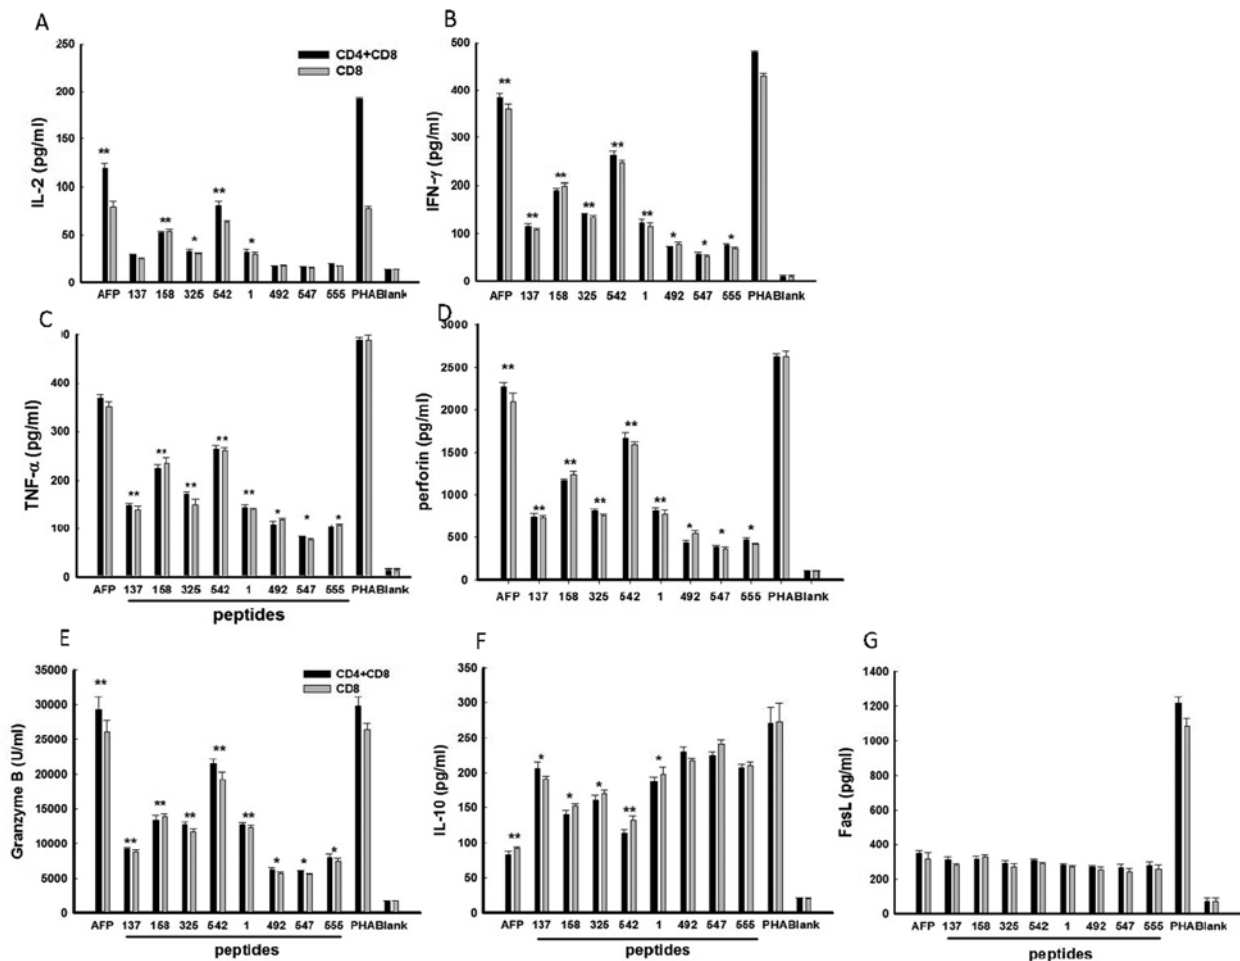 A
250
200
150
100
50
0
IL-2 (pg/ml)
CD4+CD8
CD8
** ** * ** *
AFP 137 158 325 542 1 492 547 555 PHABlank
B
500
400
300
200
100
0
IFN-γ (pg/ml)
** ** ** ** ** ** * * *
AFP 137 158 325 542 1 492 547 555 PHABlank
C
00
400
300
200
100
0
TNF-α (pg/ml)
** ** ** ** ** * * *
AFP 137 158 325 542 1 492 547 555 PHABlank
peptides
D
3000
2500
2000
1500
1000
500
0
perforin (pg/ml)
** ** ** ** ** ** * * *
AFP 137 158 325 542 1 492 547 555 PHABlank
E
35000
30000
25000
20000
15000
10000
5000
0
Granzyme B (U/ml)
CD4+CD8
CD8
** ** ** ** ** ** * * *
AFP 137 158 325 542 1 492 547 555 PHABlank
peptides
F
350
300
250
200
150
100
50
0
IL-10 (pg/ml)
** * * * ** *
AFP 137 158 325 542 1 492 547 555 PHABlank
peptides
G
1400
1200
1000
800
600
400
200
0
FasL (pg/ml)
AFP 137 158 325 542 1 492 547 555 PHABlank
peptides